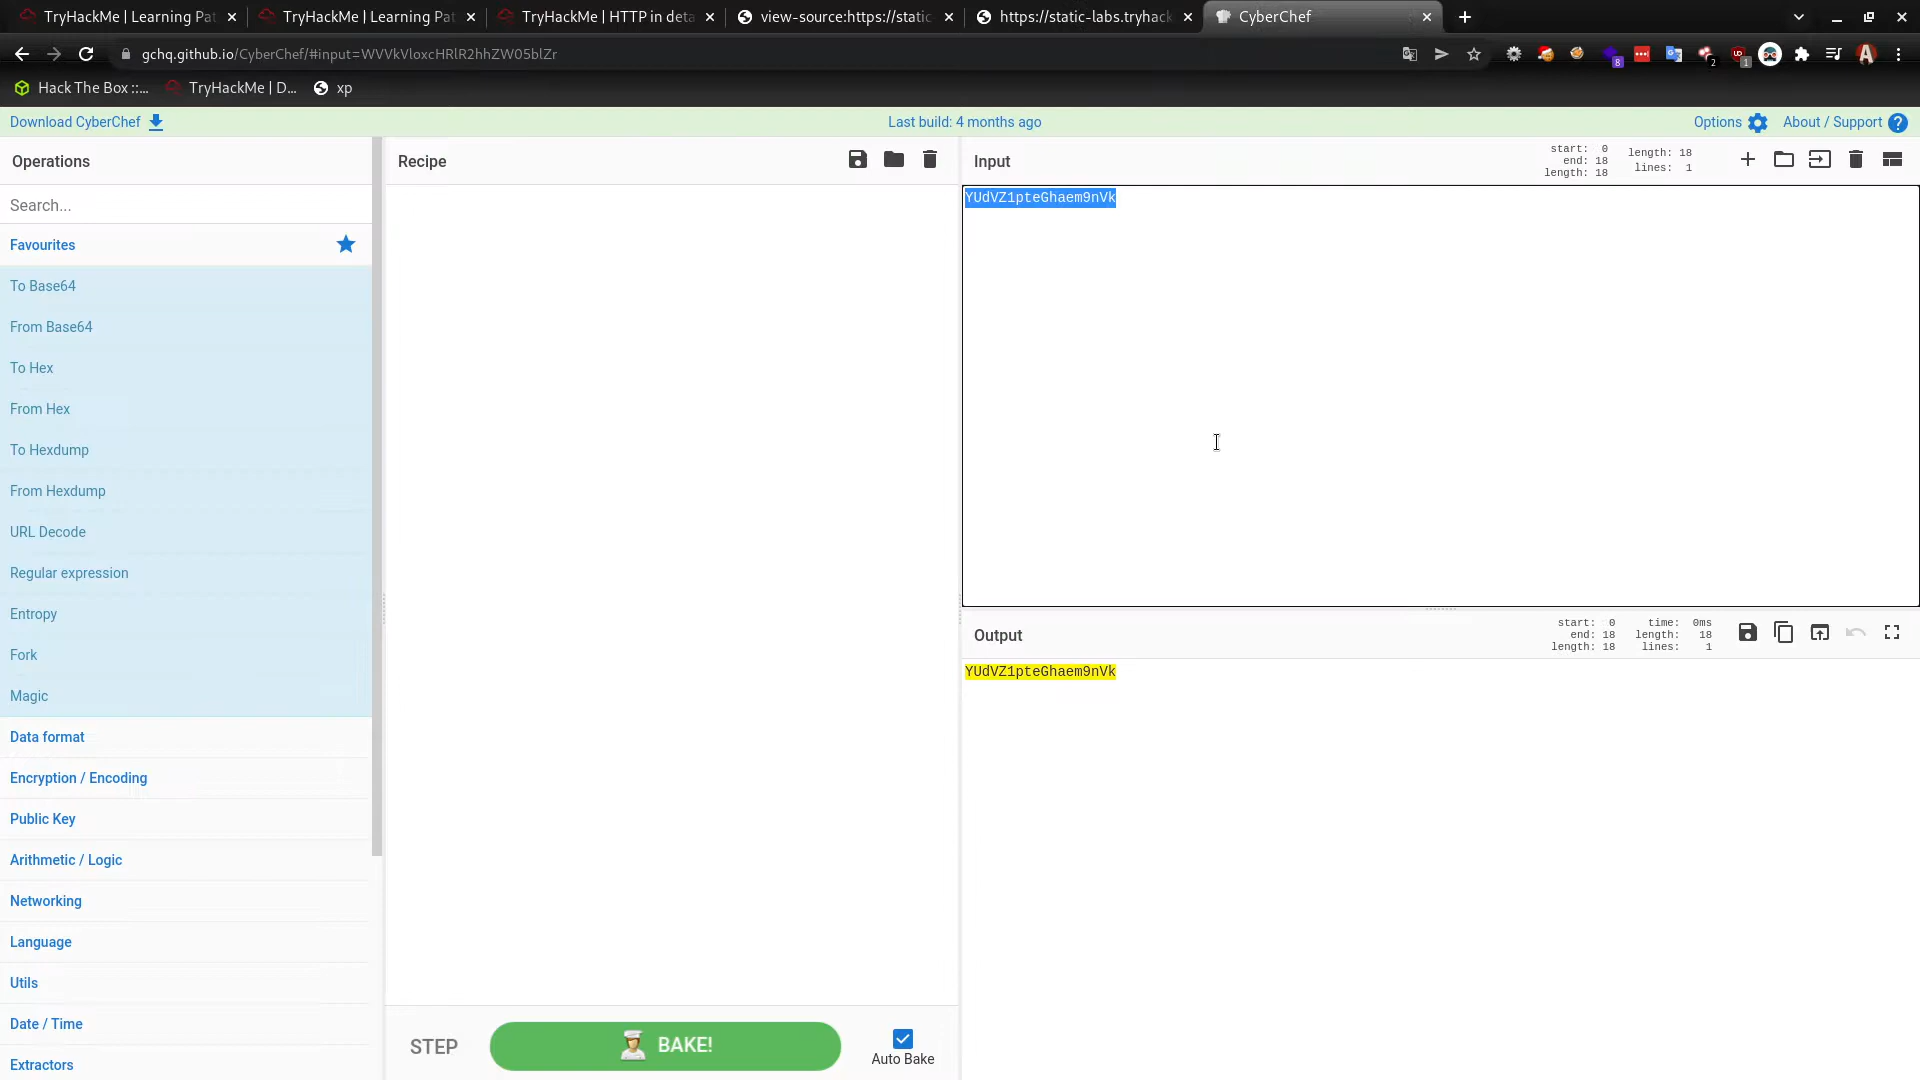 TryHackMe | Learning Pat
TryHackMe | Learning Pat
TryHackMe | HTTP in deta
view-source:https://static-
https://static-labs.tryhack
CyberChef
gchq.github.io/CyberChef/#input=WVVkVloxcHRlR2hhZW05blZr
8
2
1
Hack The Box ::...
TryHackMe | D...
xp
Download CyberChef
Last build: 4 months ago
Options
About / Support
Operations
Search...
Favourites
To Base64
From Base64
To Hex
From Hex
To Hexdump
From Hexdump
URL Decode
Regular expression
Entropy
Fork
Magic
Data format
Encryption / Encoding
Public Key
Arithmetic / Logic
Networking
Language
Utils
Date / Time
Extractors
Recipe
STEP
BAKE!
Auto Bake
Input
start: 0
end: 18
length: 18
length: 18
lines: 1
YUdVZ1pteGhaem9nVk
Output
start: 0
end: 18
length: 18
time: 0ms
length: 18
lines: 1
YUdVZ1pteGhaem9nVk